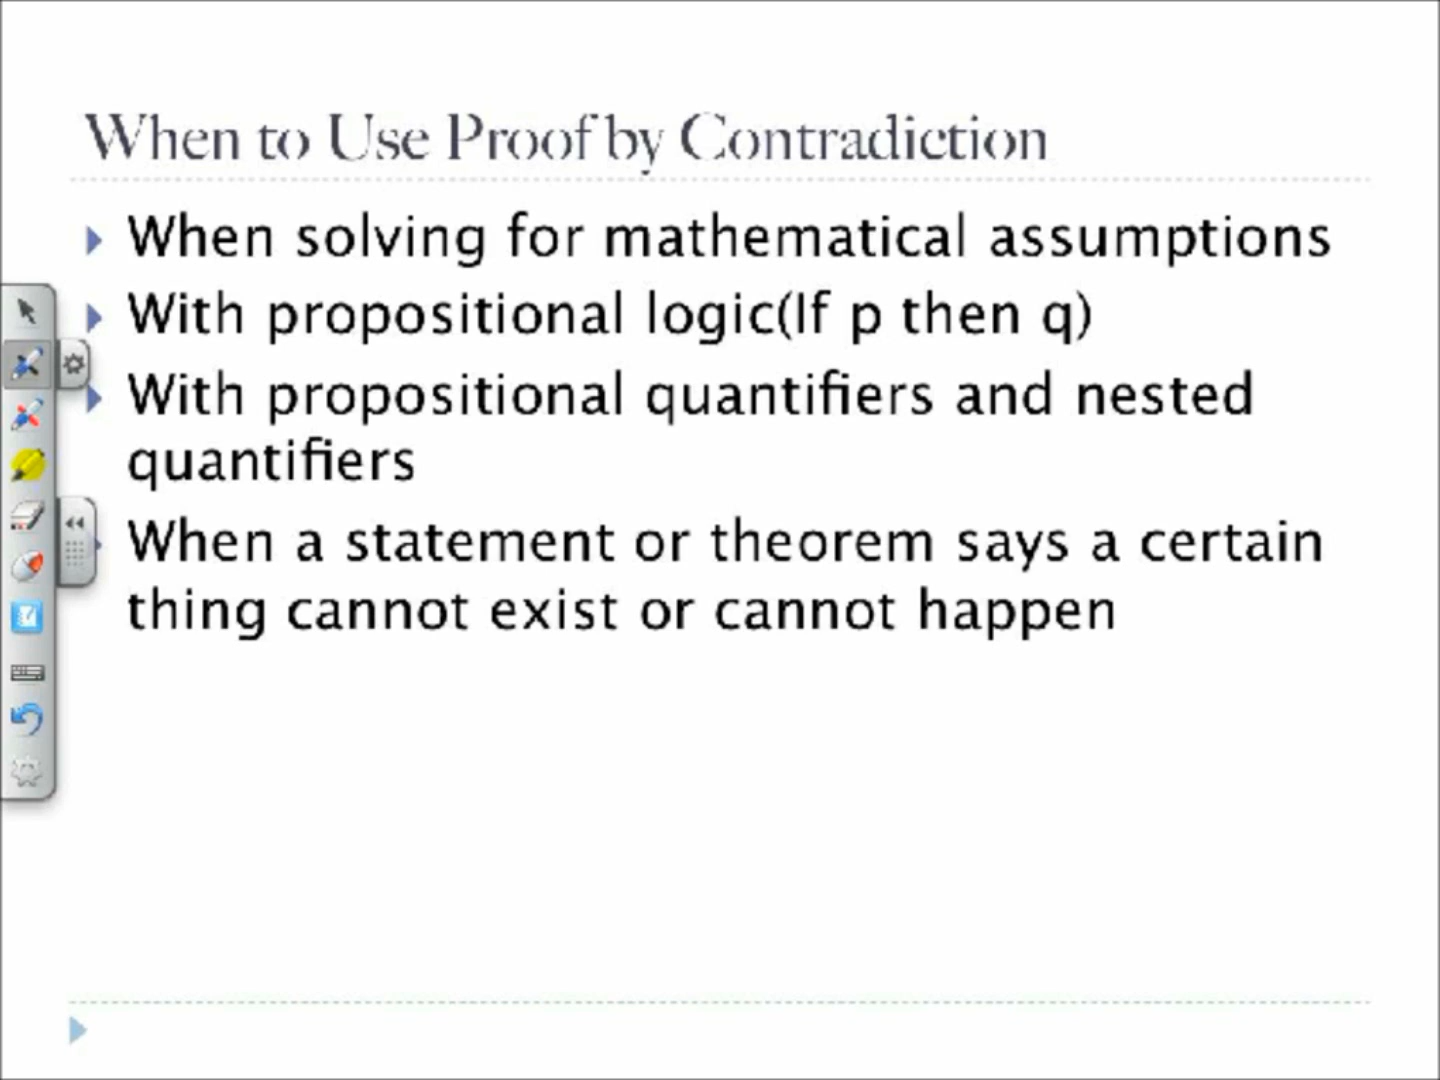 When to Use Proof by Contradiction
When solving for mathematical assumptions
With propositional logic(If p then q)
With propositional quantifiers and nested
quantifiers
When a statement or theorem says a certain
thing cannot exist or cannot happen